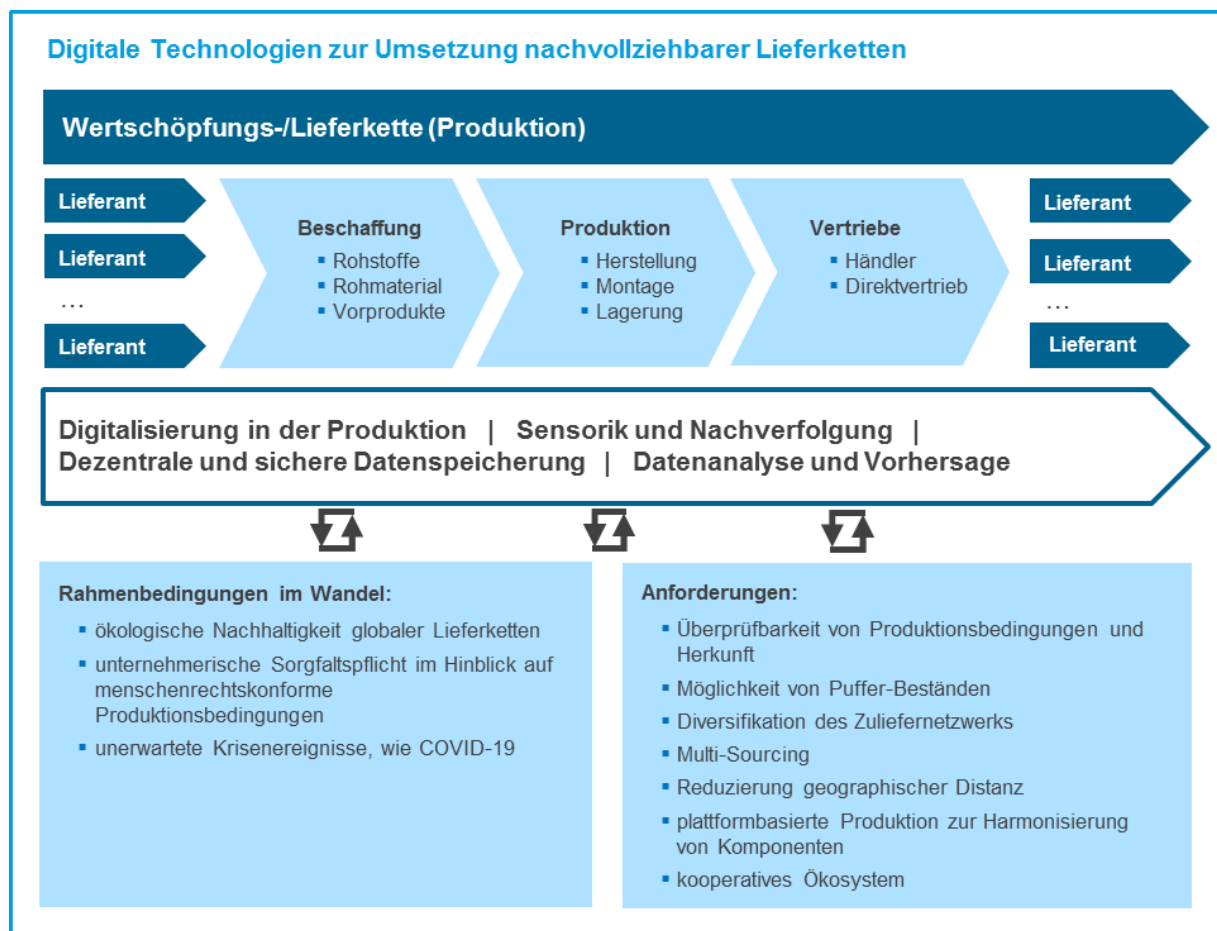 Digitale Technologien zur Umsetzung nachvollziehbarer Lieferketten
Wertschöpfungs-/Lieferkette (Produktion)
Lieferant
Lieferant
...
Lieferant
Beschaffung
▪ Rohstoffe
▪ Rohmaterial
▪ Vorprodukte
Produktion
▪ Herstellung
▪ Montage
▪ Lagerung
Vertriebe
▪ Händler
▪ Direktvertrieb
Lieferant
Lieferant
...
Lieferant
Digitalisierung in der Produktion | Sensorik und Nachverfolgung |
Dezentrale und sichere Datenspeicherung | Datenanalyse und Vorhersage
Rahmenbedingungen im Wandel:
▪ ökologische Nachhaltigkeit globaler Lieferketten
▪ unternehmerische Sorgfaltspflicht im Hinblick auf
menschenrechtskonforme
Produktionsbedingungen
▪ unerwartete Krisenereignisse, wie COVID-19
Anforderungen:
▪ Überprüfbarkeit von Produktionsbedingungen und
Herkunft
▪ Möglichkeit von Puffer-Beständen
▪ Diversifikation des Zuliefernetzwerks
▪ Multi-Sourcing
▪ Reduzierung geographischer Distanz
▪ plattformbasierte Produktion zur Harmonisierung
von Komponenten
▪ kooperatives Ökosystem